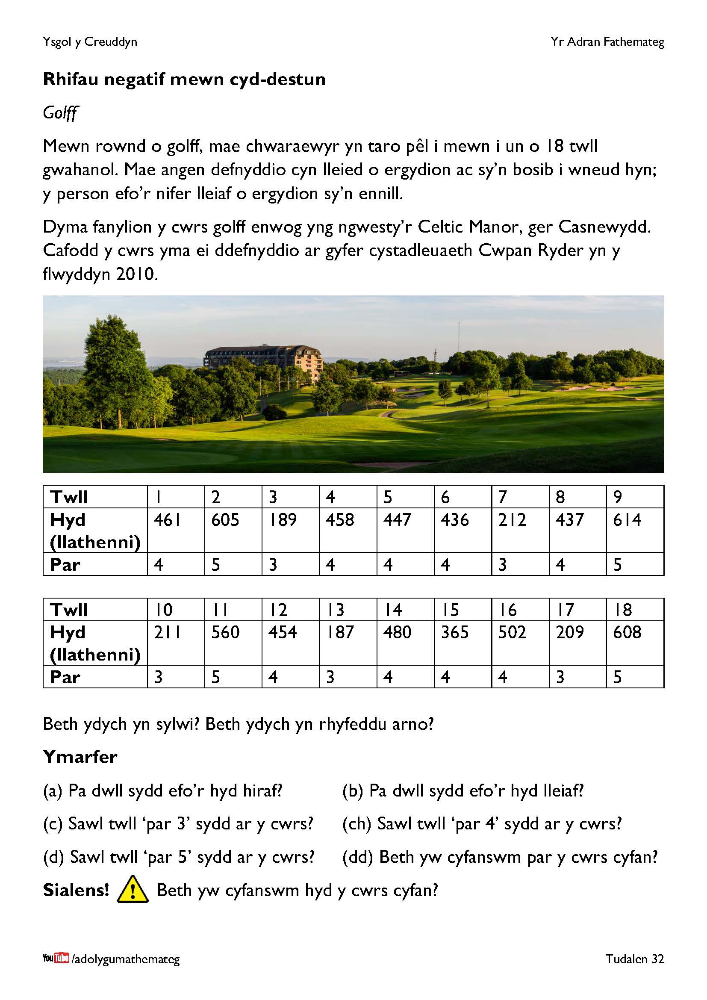 Ysgol y Creuddyn
Yr Adran Fathemateg
Rhifau negatif mewn cyd-destun
Golff
Mewn rownd o golff, mae chwaraewyr yn taro pêl i mewn i un o 18 twll
gwahanol. Mae angen defnyddio cyn lleied o ergydion ac sy’n bosib i wneud hyn;
y person efo’r nifer lleiaf o ergydion sy’n ennill.
Dyma fanylion y cwrs golff enwog yng ngwesty’r Celtic Manor, ger Casnewydd.
Cafodd y cwrs yma ei ddefnyddio ar gyfer cystadleuaeth Cwpan Ryder yn y
flwyddyn 2010.
Twll 1 2 3 4 5 6 7 8 9
Hyd 461 605 189 458 447 436 212 437 614
(llathenni)
Par 4 5 3 4 4 4 3 4 5
Twll 10 11 12 13 14 15 16 17 18
Hyd 211 560 454 187 480 365 502 209 608
(llathenni)
Par 3 5 4 3 4 4 4 3 5
Beth ydych yn sylwi? Beth ydych yn rhyfeddu arno?
Ymarfer
(a) Pa dwll sydd efo’r hyd hiraf? (b) Pa dwll sydd efo’r hyd lleiaf?
(c) Sawl twll ‘par 3’ sydd ar y cwrs? (ch) Sawl twll ‘par 4’ sydd ar y cwrs?
(d) Sawl twll ‘par 5’ sydd ar y cwrs? (dd) Beth yw cyfanswm par y cwrs cyfan?
Sialens! ! Beth yw cyfanswm hyd y cwrs cyfan?
YouTube/adolygumathemateg
Tudalen 32